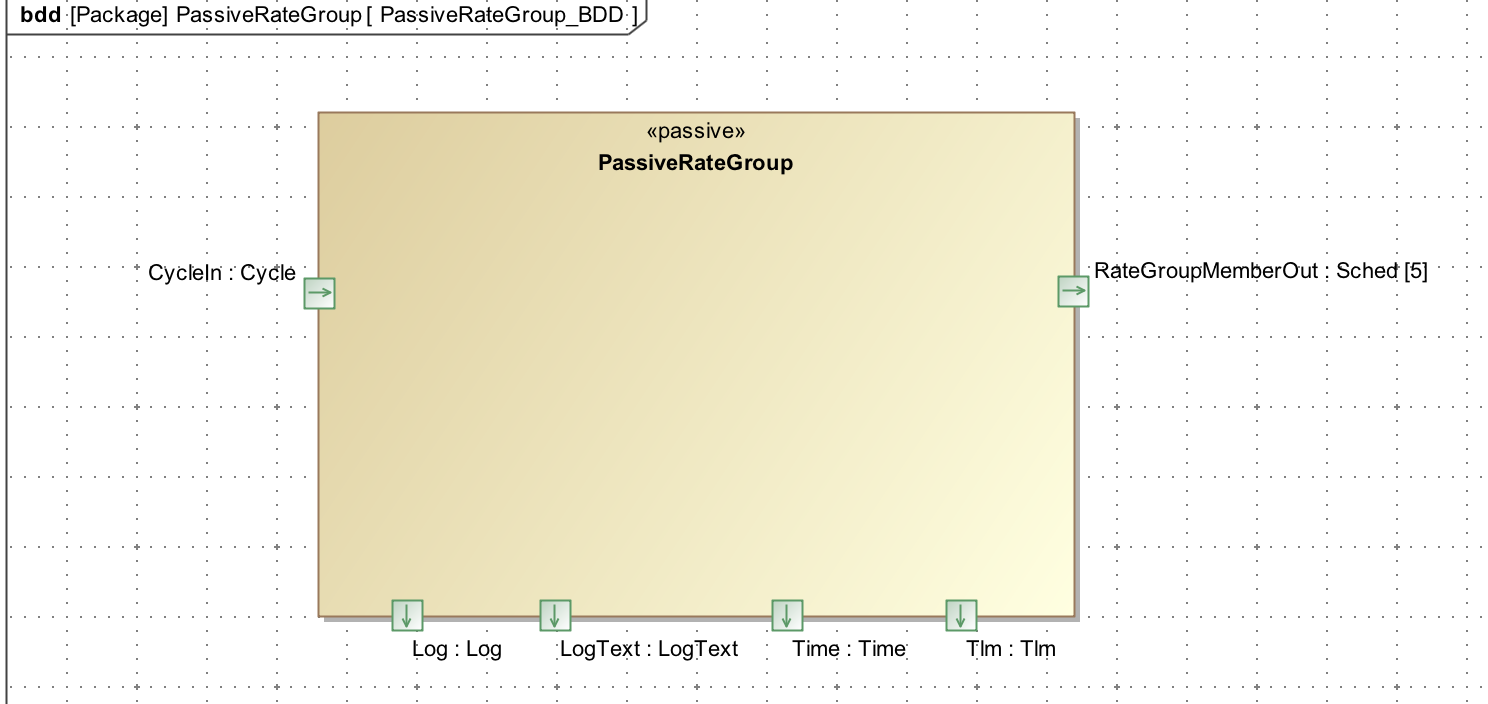 bdd [Package] PassiveRateGroup [ PassiveRateGroup_BDD ]
«passive»
PassiveRateGroup
CycleIn : Cycle
RateGroupMemberOut : Sched [5]
Log : Log
LogText : LogText
Time : Time
Tlm : Tlm